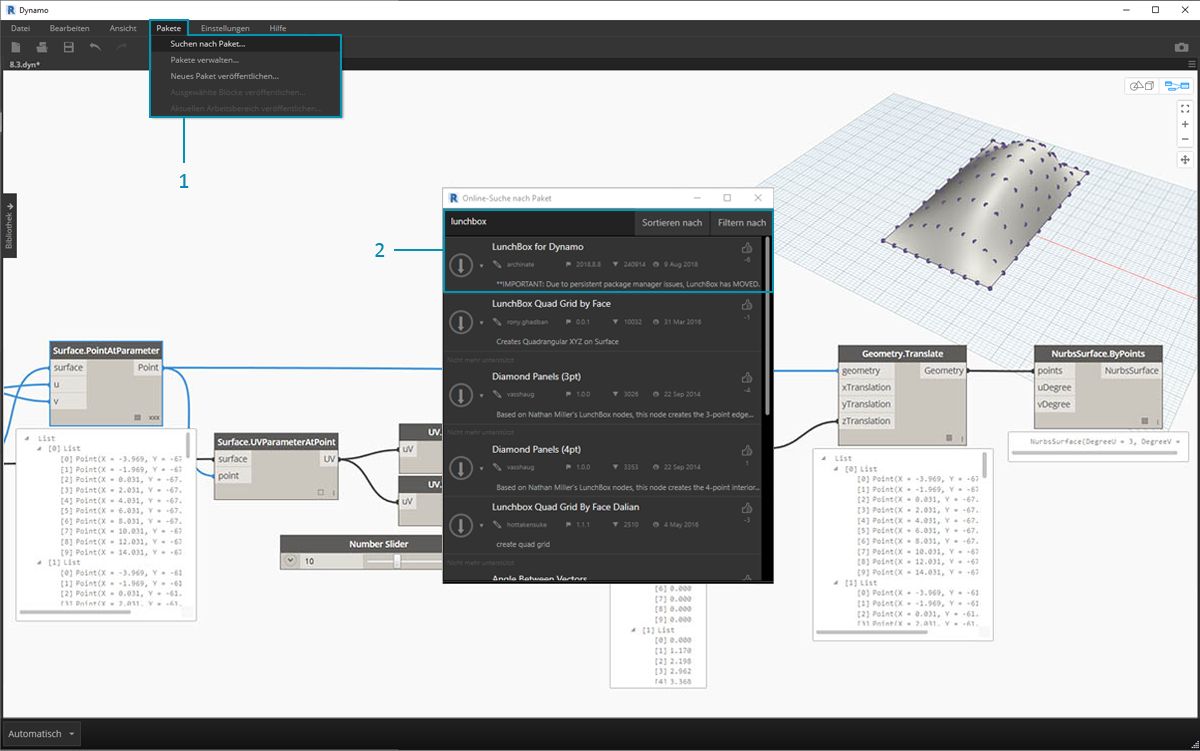 Dynamo
Datei Bearbeiten Ansicht Pakete Einstellungen Hilfe
Suchen nach Paket...
Pakete verwalten...
Neues Paket veröffentlichen...
Ausgewählte Blöcke veröffentlichen...
Aktuellen Arbeitsbereich veröffentlichen...
8.3.dyn*
1
Bibliothek
Online-Suche nach Paket
lunchbox Sortieren nach Filtern nach
2
LunchBox for Dynamo
-6
archinate 2018.8.8 240914 9 Aug 2018
**IMPORTANT: Due to persistent package manager issues, LunchBox has MOVED.
LunchBox Quad Grid by Face
-1
rony.ghadban 0.0.1 10032 31 Mar 2016
Creates Quadrangular XYZ on Surface
Nicht mehr unterstützt
Diamond Panels (3pt)
-4
vasshaug 1.0.0 3026 22 Sep 2014
Based on Nathan Miller's LunchBox nodes, this node creates the 3-point edge...
Nicht mehr unterstützt
Diamond Panels (4pt)
1
vasshaug 1.0.0 3353 22 Sep 2014
Based on Nathan Miller's LunchBox nodes, this node creates the 4-point interior...
Lunchbox Quad Grid By Face Dalian
-3
hottakensuke 1.1.1 2510 4 May 2016
create quad grid
Nicht mehr unterstützt
Angle Between Vectors
Surface.PointAtParameter
surface Point
u
v
List
[0] List
[0] Point(X = -3.969, Y = -67
[1] Point(X = -1.969, Y = -67
[2] Point(X = 0.031, Y = -67.
[3] Point(X = 2.031, Y = -67.
[4] Point(X = 4.031, Y = -67.
[5] Point(X = 6.031, Y = -67.
[6] Point(X = 8.031, Y = -67.
[7] Point(X = 10.031, Y = -67
[8] Point(X = 12.031, Y = -67
[9] Point(X = 14.031, Y = -67
[1] List
[0] Point(X = -3.969, Y = -61
[1] Point(X = -1.969, Y = -61
[2] Point(X = 0.031, Y = -61.
[3] Point(X = 2.031, Y = -61.
Surface.UVParameterAtPoint
surface UV
point
UV.
uV
UV.
uV
Number Slider
10
[6] 0.000
[7] 0.000
[8] 0.000
[9] 0.000
[1] List
[0] 0.000
[1] 1.170
[2] 2.198
[3] 2.962
[4] 3.368
Geometry.Translate
geometry Geometry
xTranslation
yTranslation
zTranslation
List
[0] List
[0] Point(X = -3.969, Y = -67
[1] Point(X = -1.969, Y = -67
[2] Point(X = 0.031, Y = -67.
[3] Point(X = 2.031, Y = -67.
[4] Point(X = 4.031, Y = -67.
[5] Point(X = 6.031, Y = -67.
[6] Point(X = 8.031, Y = -67.
[7] Point(X = 10.031, Y = -67
[8] Point(X = 12.031, Y = -67
[9] Point(X = 14.031, Y = -67
[1] List
[0] Point(X = -3.969, Y = -61
[1] Point(X = -1.969, Y = -61
[2] Point(X = 0.031, Y = -61.
[3] Point(X = 2.031, Y = -61.
NurbsSurface.ByPoints
points NurbsSurface
uDegree
vDegree
NurbsSurface(DegreeU = 3, DegreeV =
Automatisch